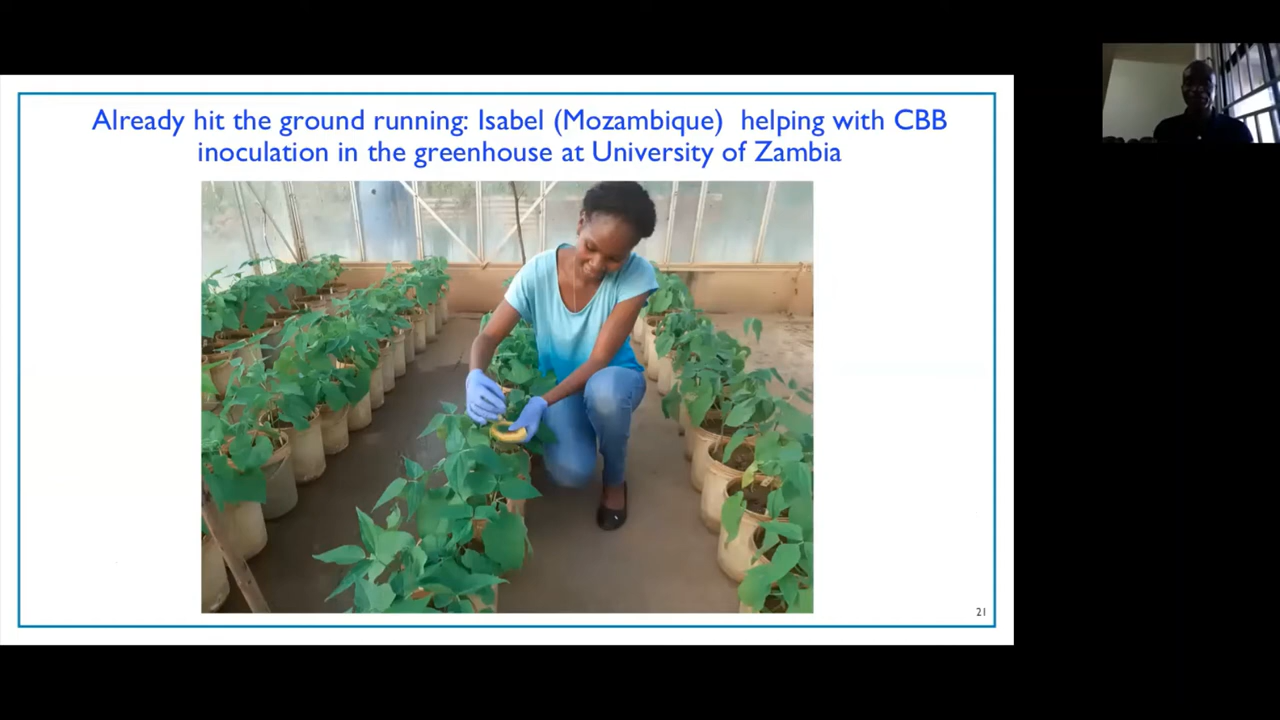 Already hit the ground running: Isabel (Mozambique)  helping with CBB
inoculation in the greenhouse at University of Zambia
21